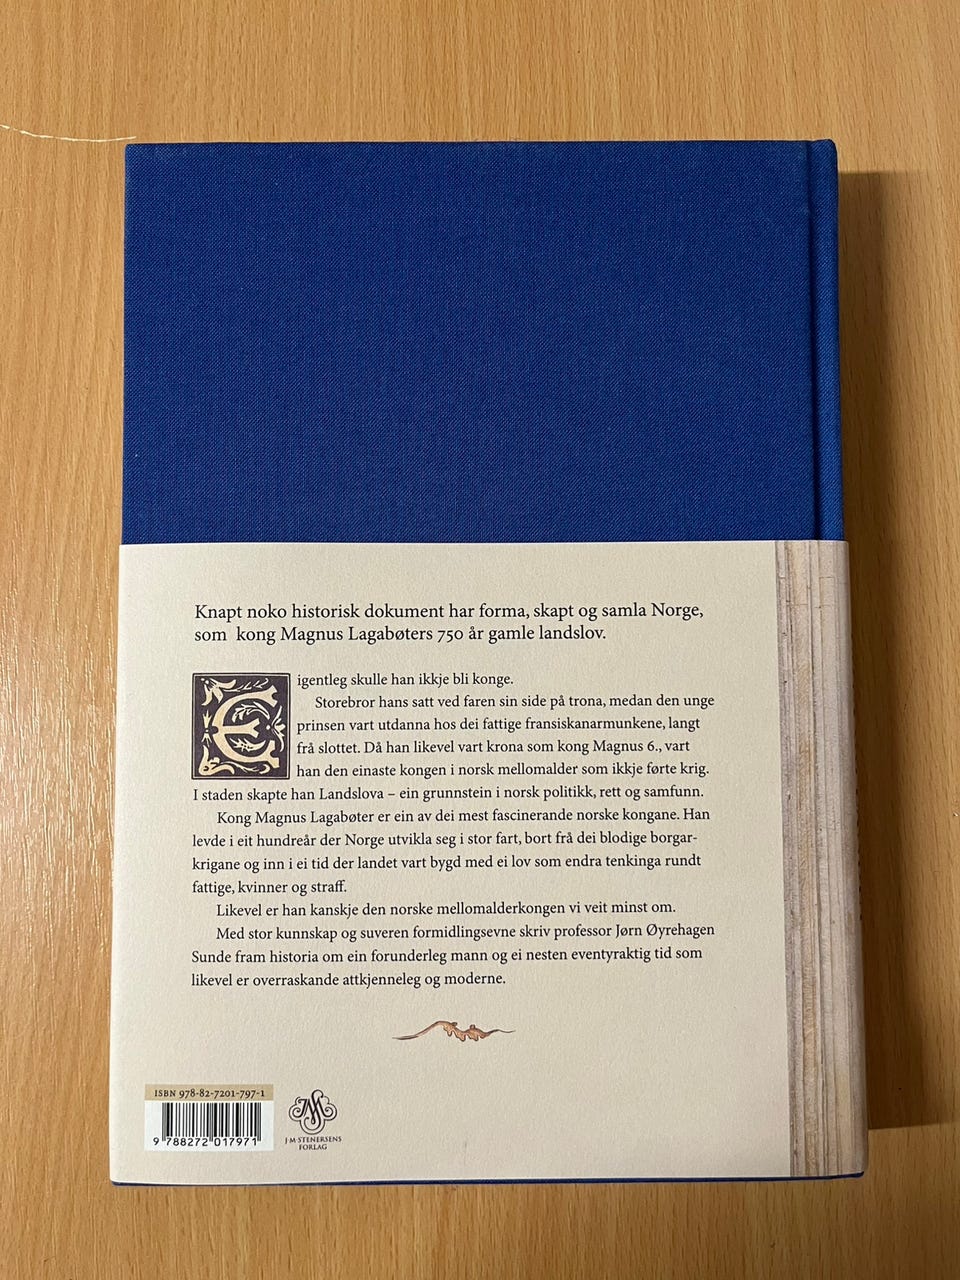 Knapt noko historisk dokument har forma, skapt og samla Norge,
som kong Magnus Lagabøters 750 år gamle landslov.
Eigentleg skulle han ikkje bli konge.
Storebror hans satt ved faren sin side på trona, medan den unge
prinsen vart utdanna hos dei fattige fransiskanarmunkene, langt
frå slottet. Då han likevel vart krona som kong Magnus 6., vart
han den einaste kongen i norsk mellomalder som ikkje førte krig.
I staden skapte han Landslova – ein grunnstein i norsk politikk, rett og samfunn.
Kong Magnus Lagabøter er ein av dei mest fascinerande norske kongane. Han
levde i eit hundreår der Norge utvikla seg i stor fart, bort frå dei blodige borgar-
krigane og inn i ei tid der landet vart bygd med ei lov som endra tenkinga rundt
fattige, kvinner og straff.
Likevel er han kanskje den norske mellomalderkongen vi veit minst om.
Med stor kunnskap og suveren formidlingsevne skriv professor Jørn Øyrehagen
Sunde fram historia om ein forunderleg mann og ei nesten eventyraktig tid som
likevel er overraskande attkjenneleg og moderne.
ISBN 978-82-7201-797-1
9 788272 017971
J·M·STENERSENS
FORLAG